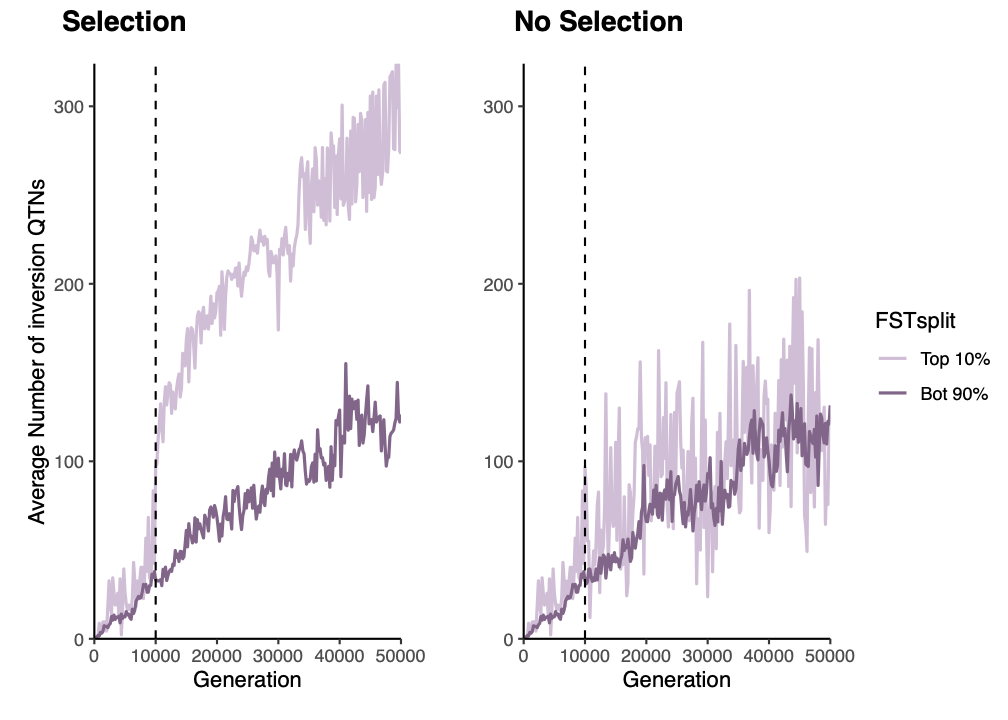 Selection
No Selection
Average Number of inversion QTNs
300
200
100
0
0 10000 20000 30000 40000 50000
Generation
300
200
100
0
0 10000 20000 30000 40000 50000
Generation
FSTsplit
Top 10%
Bot 90%